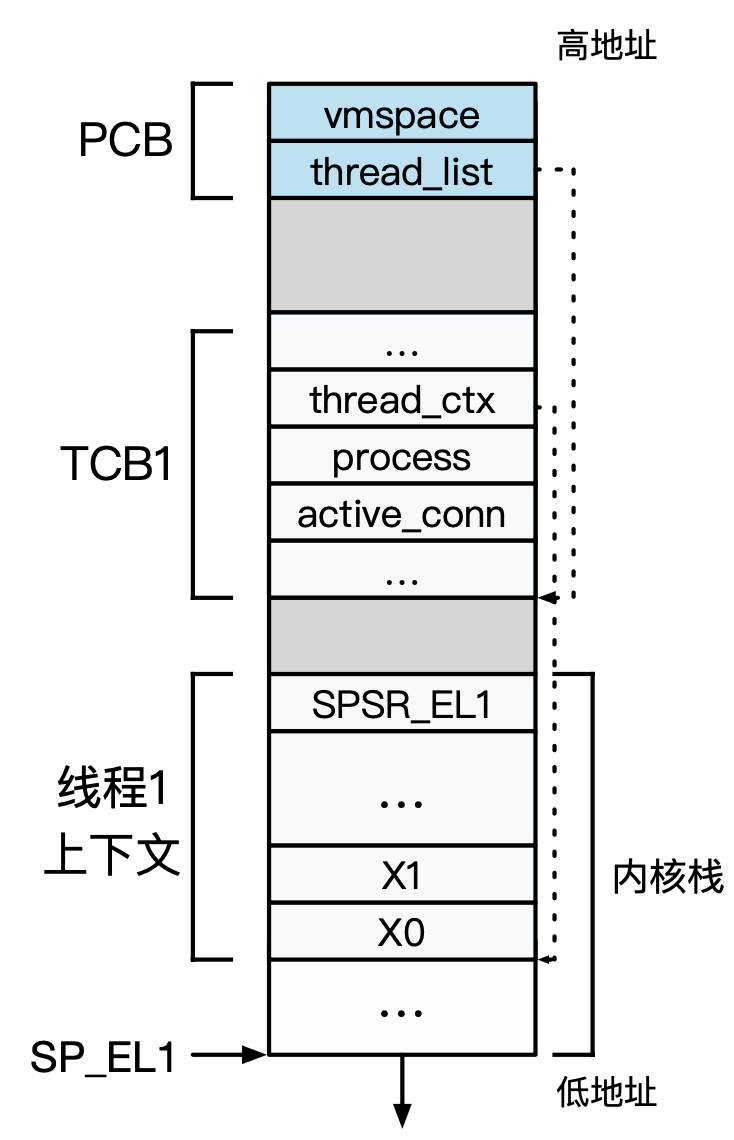 高地址
PCB
vmspace
thread_list
TCB1
...
thread_ctx
process
active_conn
...
线程1
上下文
SPSR_EL1
...
X1
X0
...
内核栈
SP_EL1
低地址